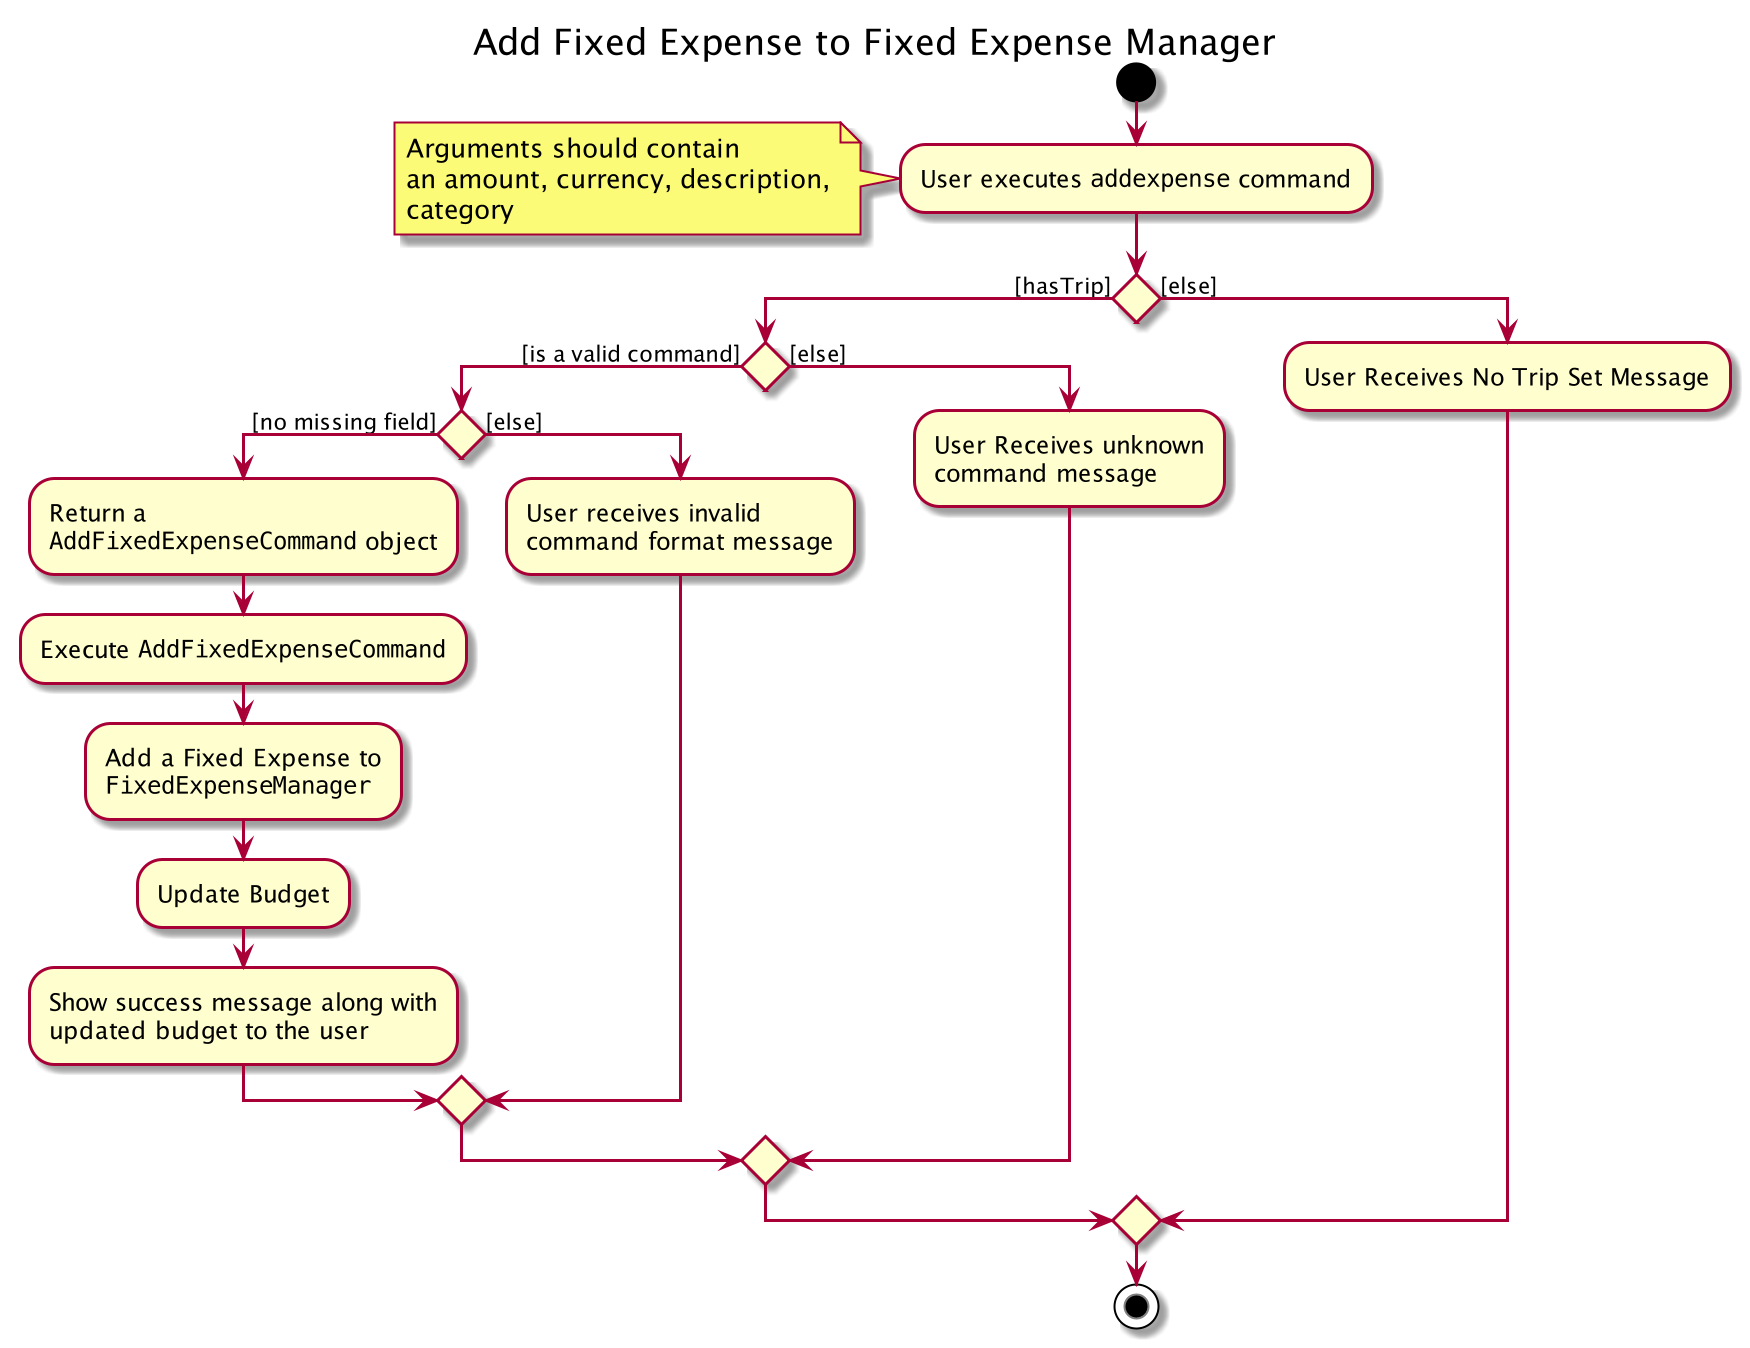 Add Fixed Expense to Fixed Expense Manager
Arguments should contain
an amount, currency, description,
category
User executes addexpense command
[hasTrip]
[else]
[is a valid command]
[else]
User Receives No Trip Set Message
[no missing field]
[else]
User Receives unknown
command message
Return a
AddFixedExpenseCommand object
User receives invalid
command format message
Execute AddFixedExpenseCommand
Add a Fixed Expense to
FixedExpenseManager
Update Budget
Show success message along with
updated budget to the user